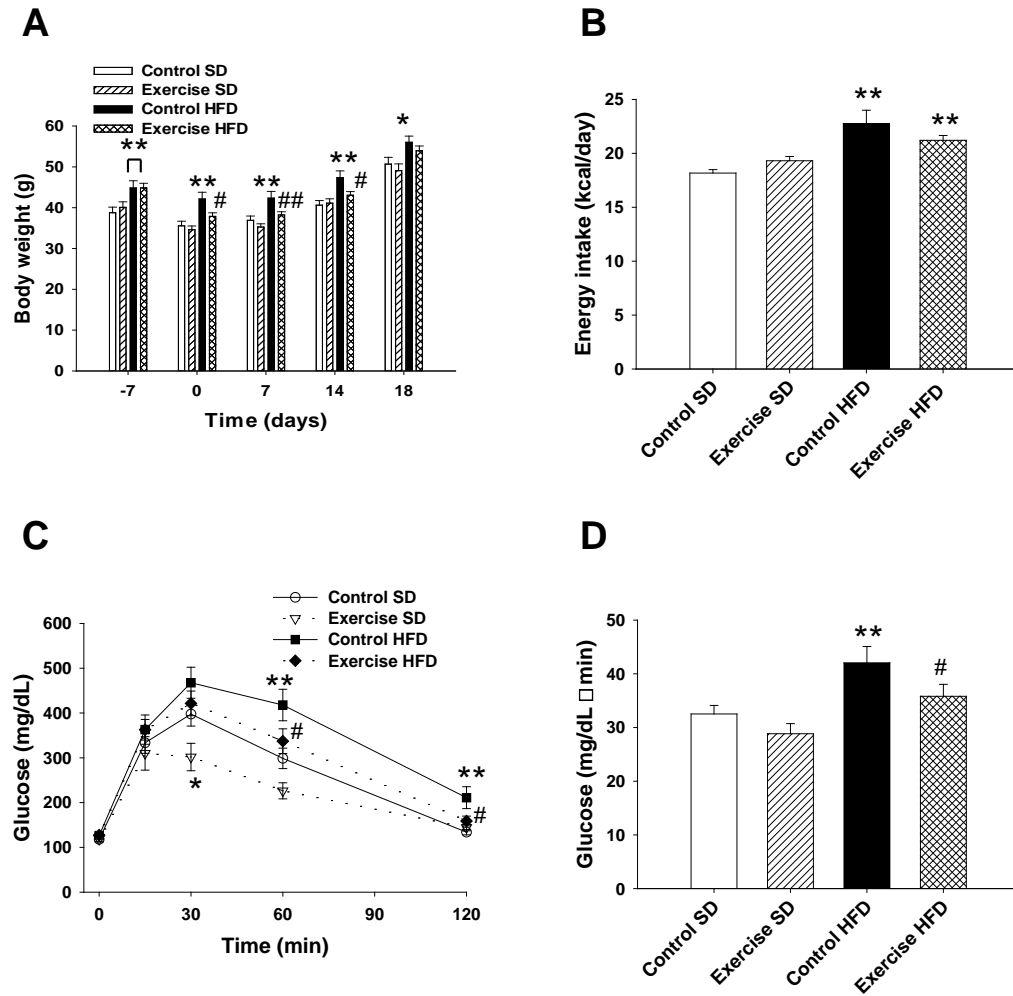 A
Control SD
Exercise SD
Control HFD
Exercise HFD
Body weight (g)
60
50
40
30
20
10
0
**
**
#
**
##
**
#
*
-7 0 7 14 18
Time (days)
B
Energy intake (kcal/day)
25
20
15
10
5
0
**
**
Control SD
Exercise SD
Control HFD
Exercise HFD
C
Control SD
Exercise SD
Control HFD
Exercise HFD
Glucose (mg/dL)
600
500
400
300
200
100
0
*
**
#
**
#
0 30 60 90 120
Time (min)
D
Glucose (mg/dL □ min)
50
40
30
20
10
0
**
#
Control SD
Exercise SD
Control HFD
Exercise HFD